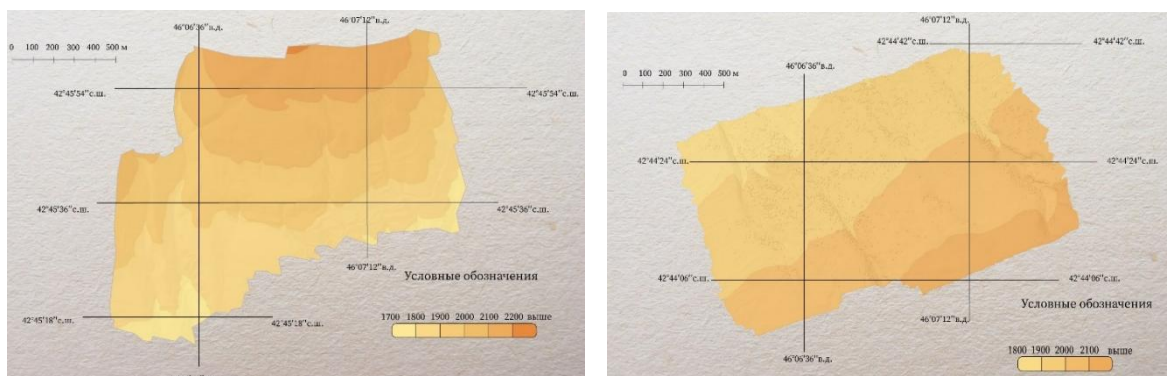 46°06'36"в.д.
46°07'12"в.д.
0 100 200 300 400 500 м
42°45'54"с.ш.
42°45'54"с.ш.
42°45'36"с.ш.
42°45'36"с.ш.
46°07'12"в.д.
Условные обозначения
42°45'18"с.ш.
42°45'18"с.ш.
1700 1800 1900 2000 2100 2200 выше
46°07'12"в.д.
42°44'42"с.ш.
42°44'42"с.ш.
46°06'36"в.д.
0 100 200 300 400 500 м
42°44'24"с.ш.
42°44'24"с.ш.
42°44'06"с.ш.
42°44'06"с.ш.
Условные обозначения
46°07'12"в.д.
46°06'36"в.д.
1800 1900 2000 2100 выше